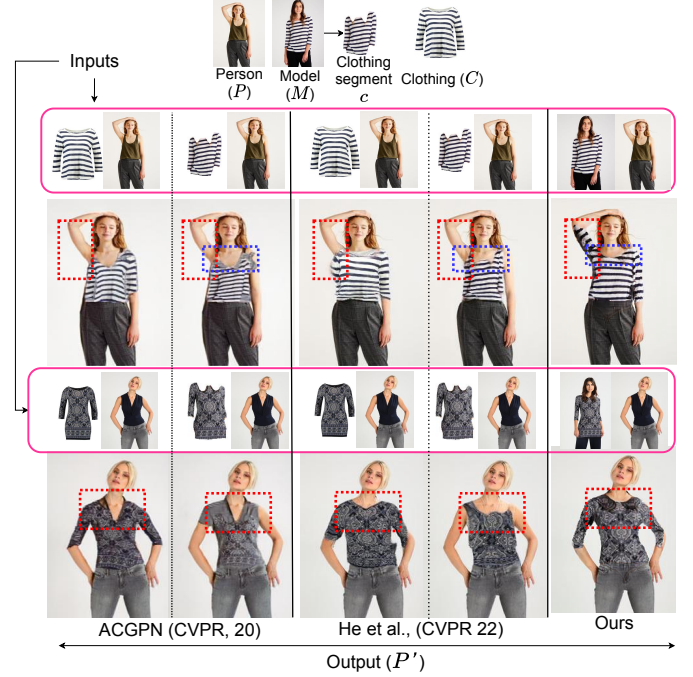 Inputs
Person
(P)
Model
(M)
Clothing
segment
c
Clothing (C)
ACGPN (CVPR, 20)
He et al., (CVPR 22)
Ours
Output (P')